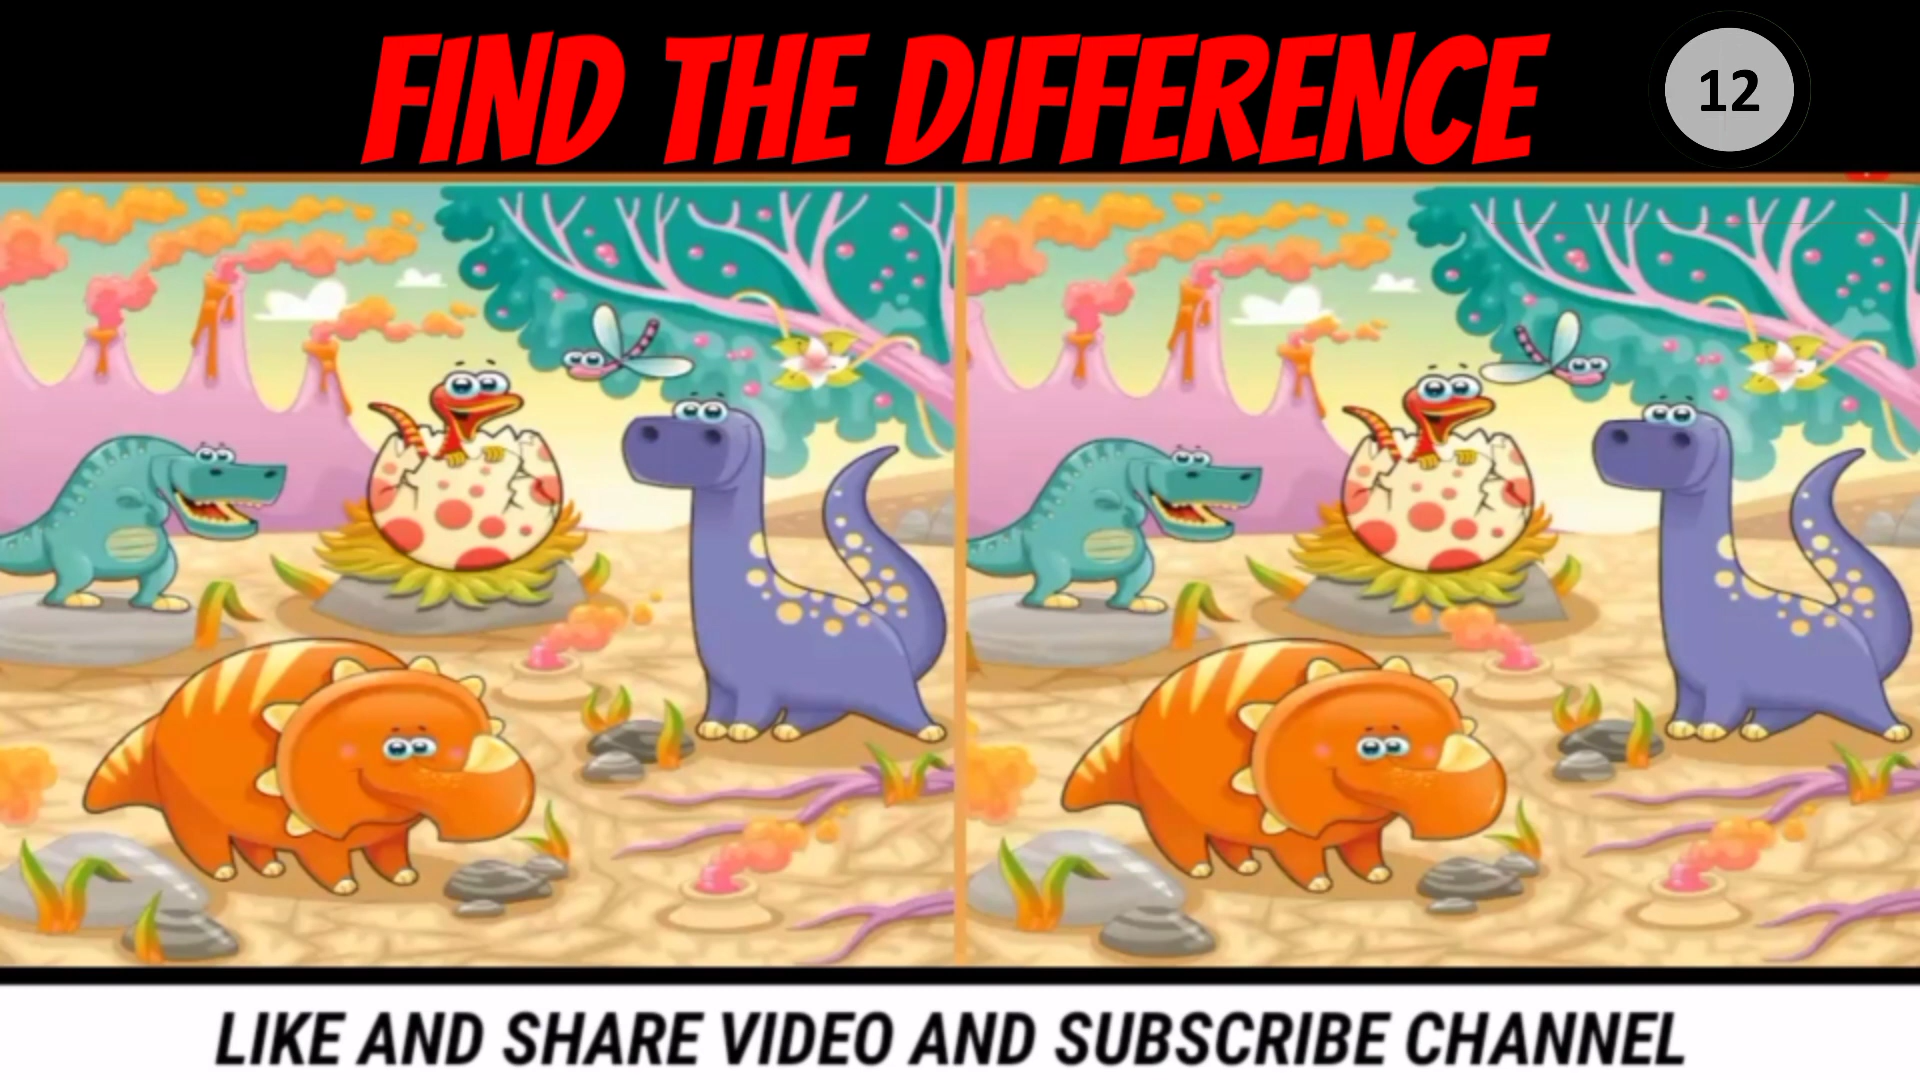 FIND THE DIFFERENCE
12
LIKE AND SHARE VIDEO AND SUBSCRIBE CHANNEL